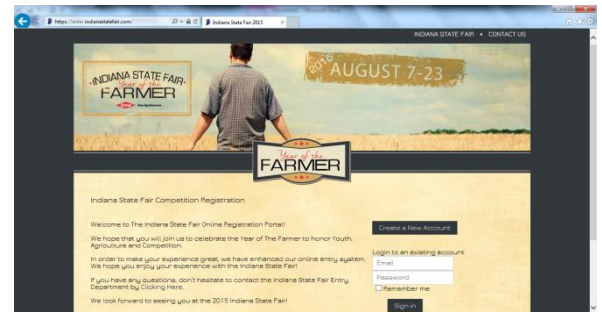 https://enter.indianastatefair.com/
Indiana State Fair 2015
INDIANA STATE FAIR • CONTACT US
INDIANA STATE FAIR
Year of the
FARMER
2015
AUGUST 7-23
Year of the
FARMER
Indiana State Fair Competition Registration
Welcome to The Indiana State Fair Online Registration Portal!
Create a New Account
We hope that you will join us to celebrate the Year of The Farmer to honor Youth,
Agriculture and Competition.
Login to an existing account
In order to make your experience great, we have enhanced our online entry system.
We hope you enjoy your experience with the Indiana State Fair!
Email
Password
If you have any questions, don't hesitate to contact the Indiana State Fair Entry
Department by Clicking Here.
Remember me
We look forward to seeing you at the 2015 Indiana State Fair!
Sign in